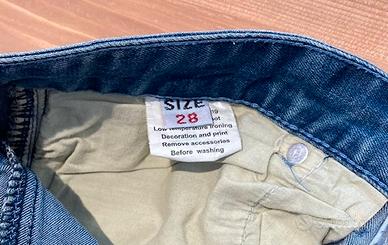 SIZE
28
Low temperature ironing
Decoration and print
Remove accessories
Before washing